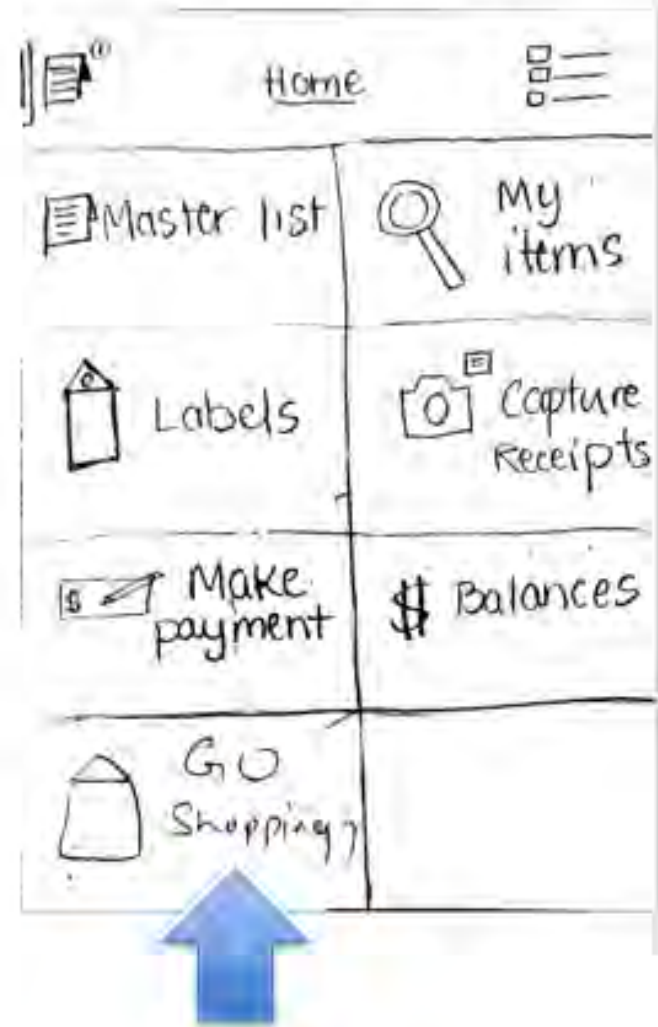 Home
Master list
My
items
Labels
Capture
Receipts
$
Make
payment
$ Balances
GO
Shopping